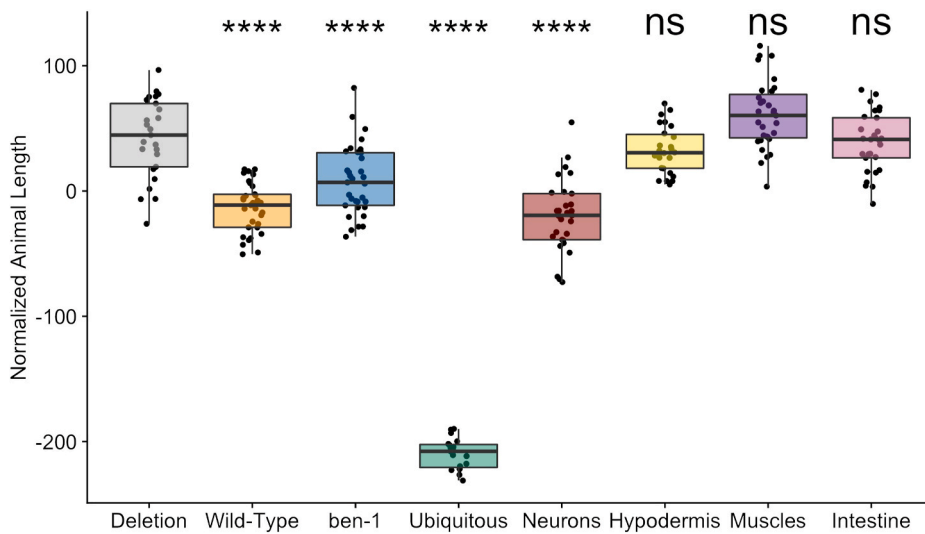 **** **** **** **** ns ns ns
Normalized Animal Length
100
0
-100
-200
Deletion Wild-Type ben-1 Ubiquitous Neurons Hypodermis Muscles Intestine